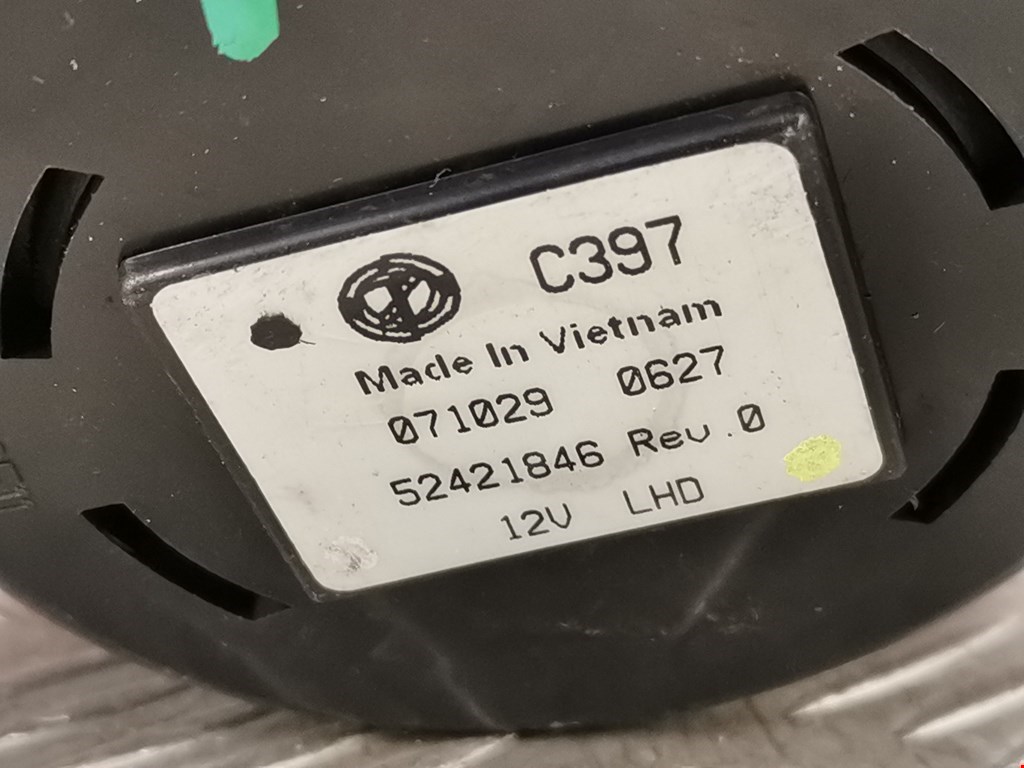 C397
Made In Vietnam
071029 0627
52421846 Rev.0
12V LHD